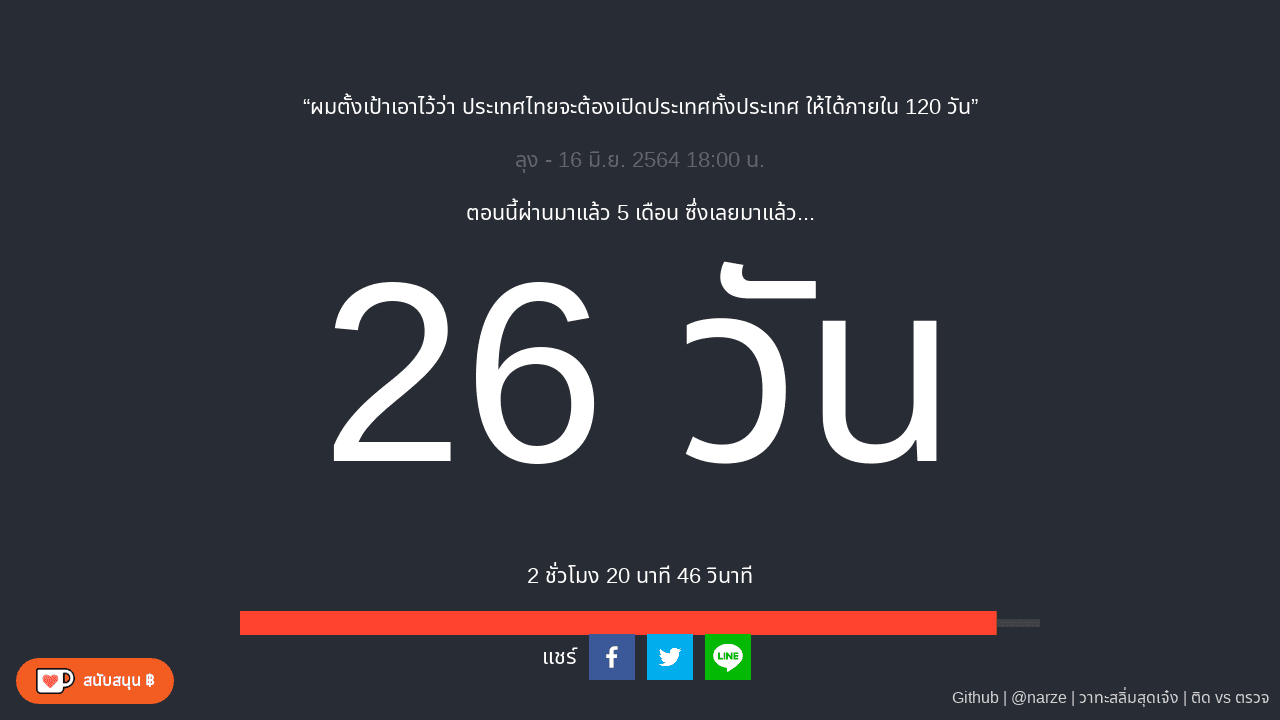 “ผมตั้งเป้าเอาไว้ว่า ประเทศไทยจะต้องเปิดประเทศทั้งประเทศ ให้ได้ภายใน 120 วัน”
ลุง - 16 มิ.ย. 2564 18:00 น.
ตอนนี้ผ่านมาแล้ว 5 เดือน ซึ่งเลยมาแล้ว...
26 วัน
2 ชั่วโมง 20 นาที 46 วินาที
แชร์
LINE
สนับสนุน ฿
Github | @narze | วาทะสลิ่มสุดเจ๋ง | ติด vs ตรวจ